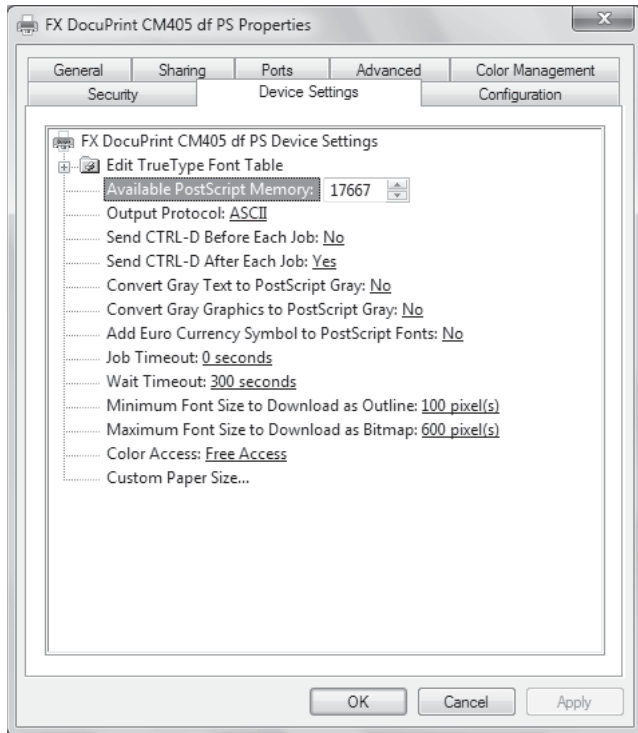 FX DocuPrint CM405 df PS Properties
General Sharing Ports Advanced Color Management
Security Device Settings Configuration
FX DocuPrint CM405 df PS Device Settings
Edit TrueType Font Table
Available PostScript Memory: 17667
Output Protocol: ASCII
Send CTRL-D Before Each Job: No
Send CTRL-D After Each Job: Yes
Convert Gray Text to PostScript Gray: No
Convert Gray Graphics to PostScript Gray: No
Add Euro Currency Symbol to PostScript Fonts: No
Job Timeout: 0 seconds
Wait Timeout: 300 seconds
Minimum Font Size to Download as Outline: 100 pixel(s)
Maximum Font Size to Download as Bitmap: 600 pixel(s)
Color Access: Free Access
Custom Paper Size...
OK Cancel Apply